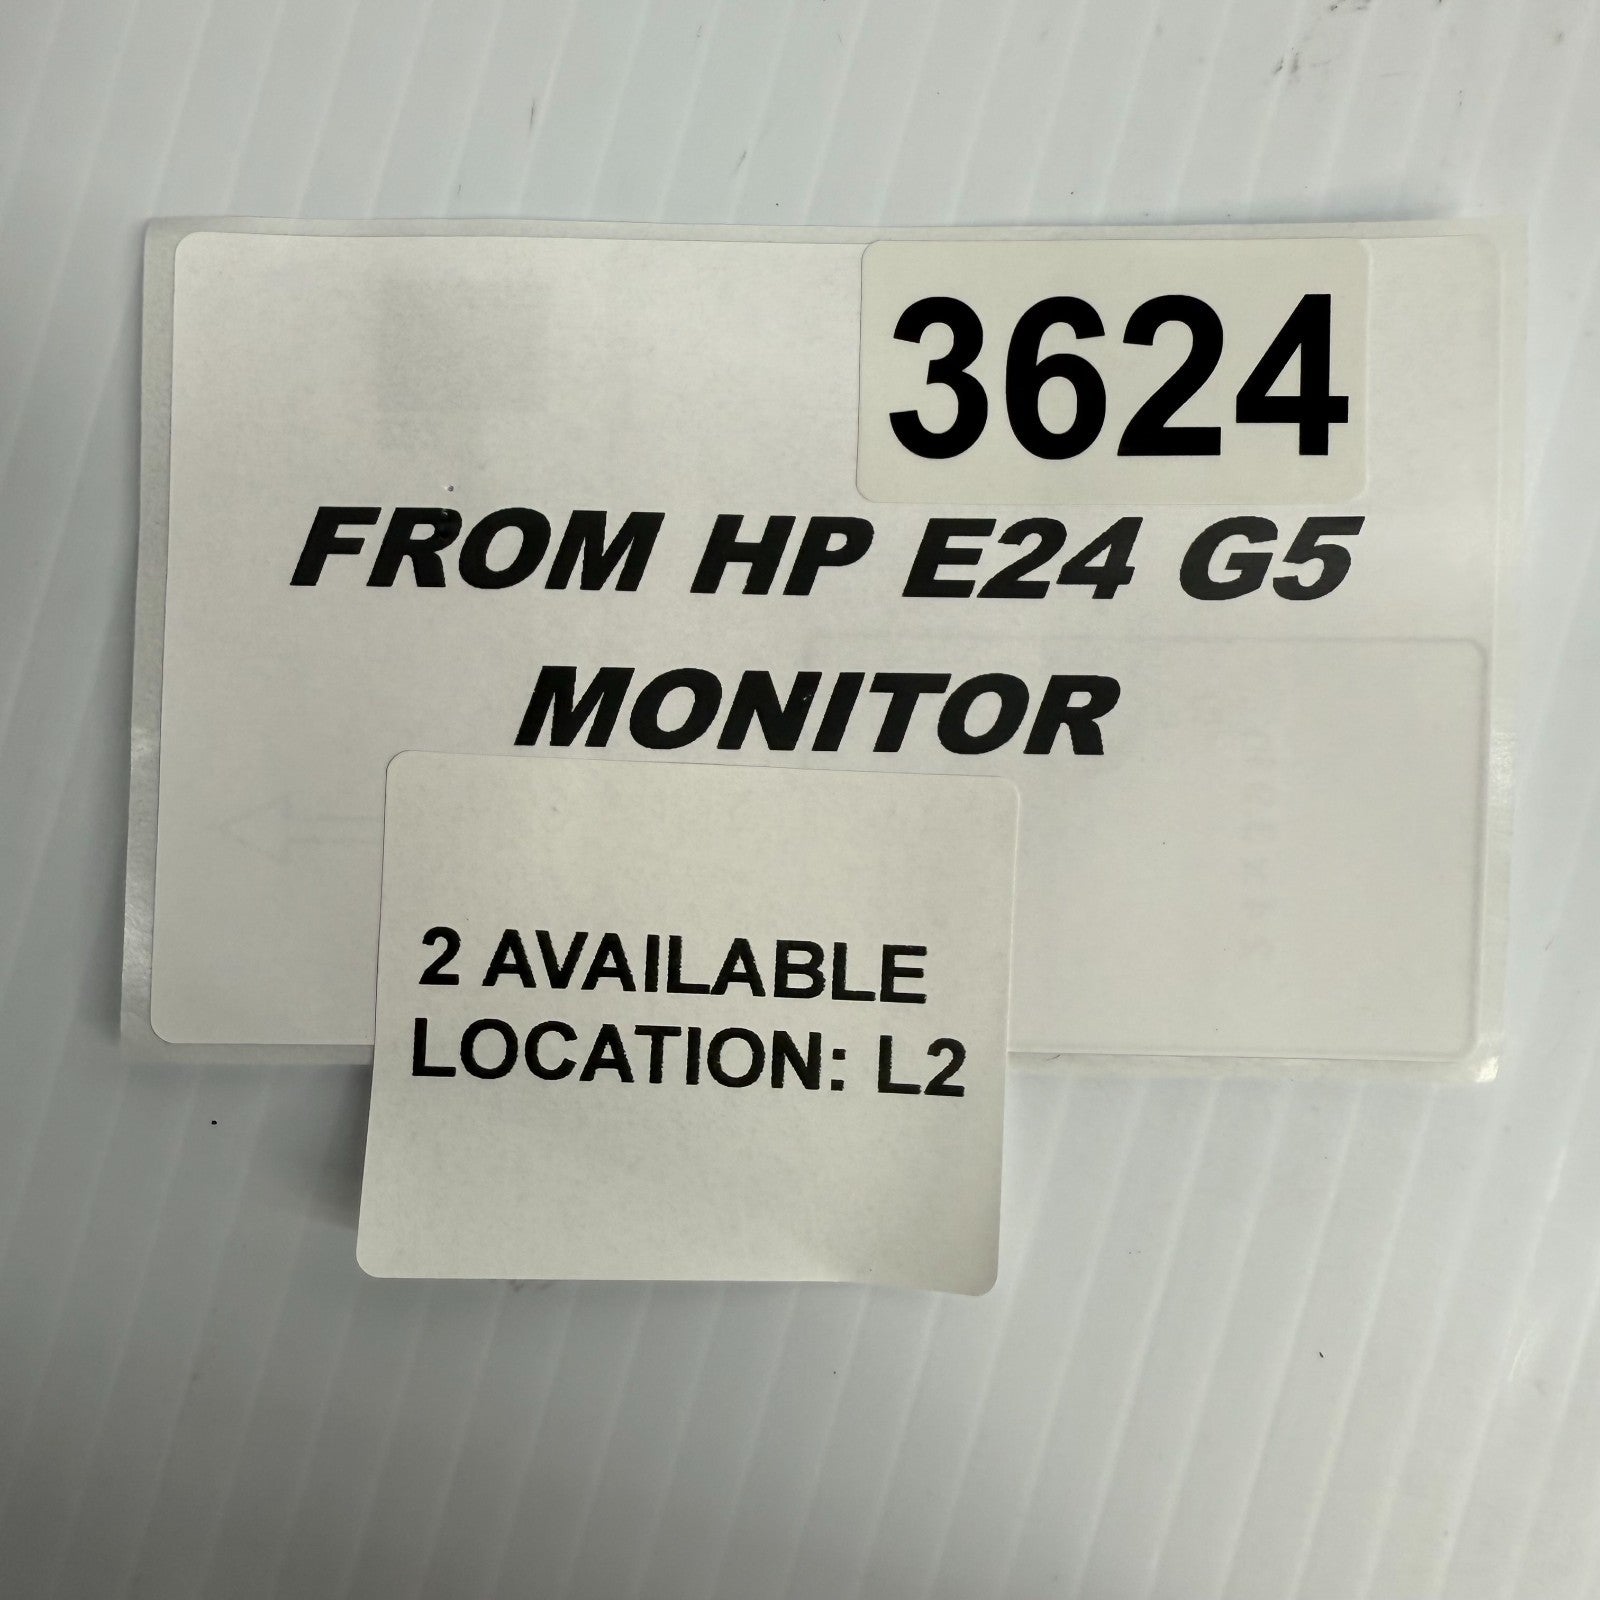 3624
FROM HP E24 G5
MONITOR
2 AVAILABLE
LOCATION: L2